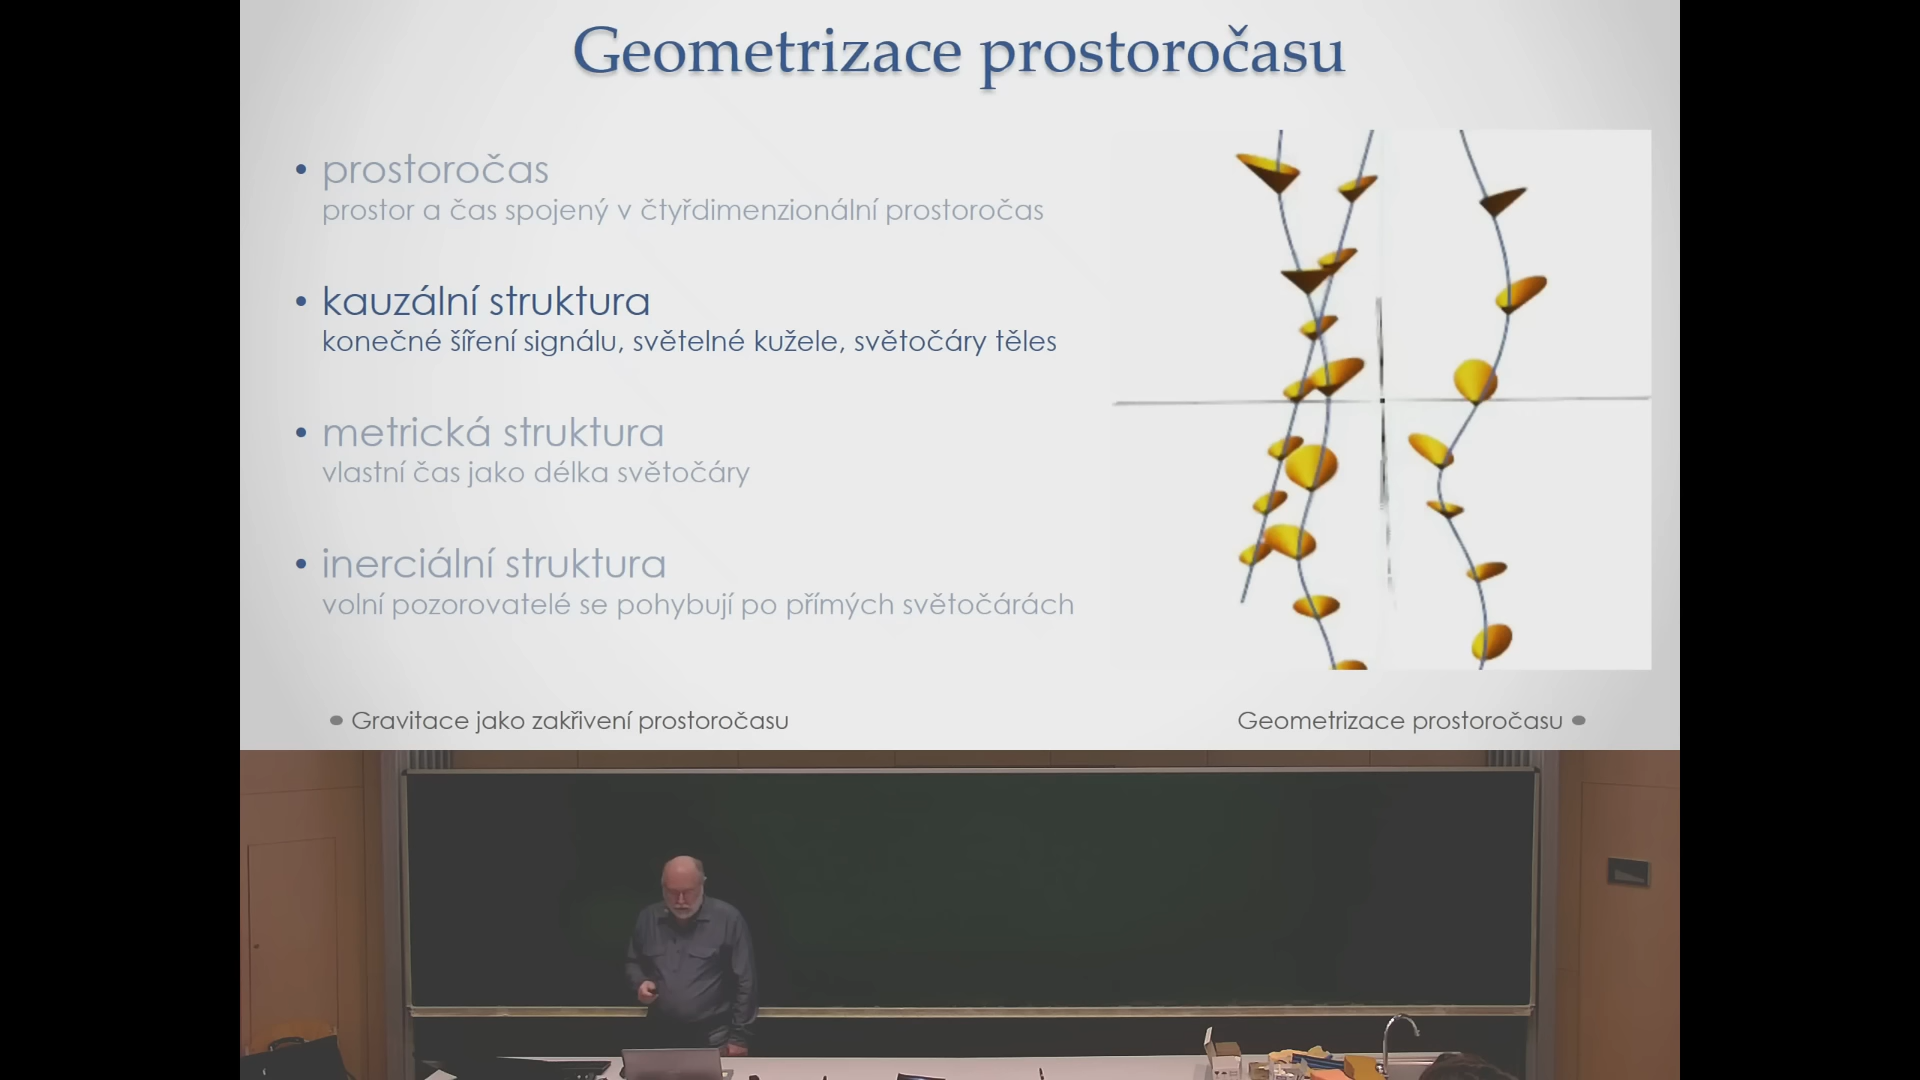 Geometrizace prostoročasu
• prostoročas
prostor a čas spojený v čtyřdimenzionální prostoročas
• kauzální struktura
konečné šíření signálu, světelné kužele, světočáry těles
• metrická struktura
vlastní čas jako délka světočáry
• inerciální struktura
volní pozorovatelé se pohybují po přímých světočárách
Gravitace jako zakřivení prostoročasu
Geometrizace prostoročasu